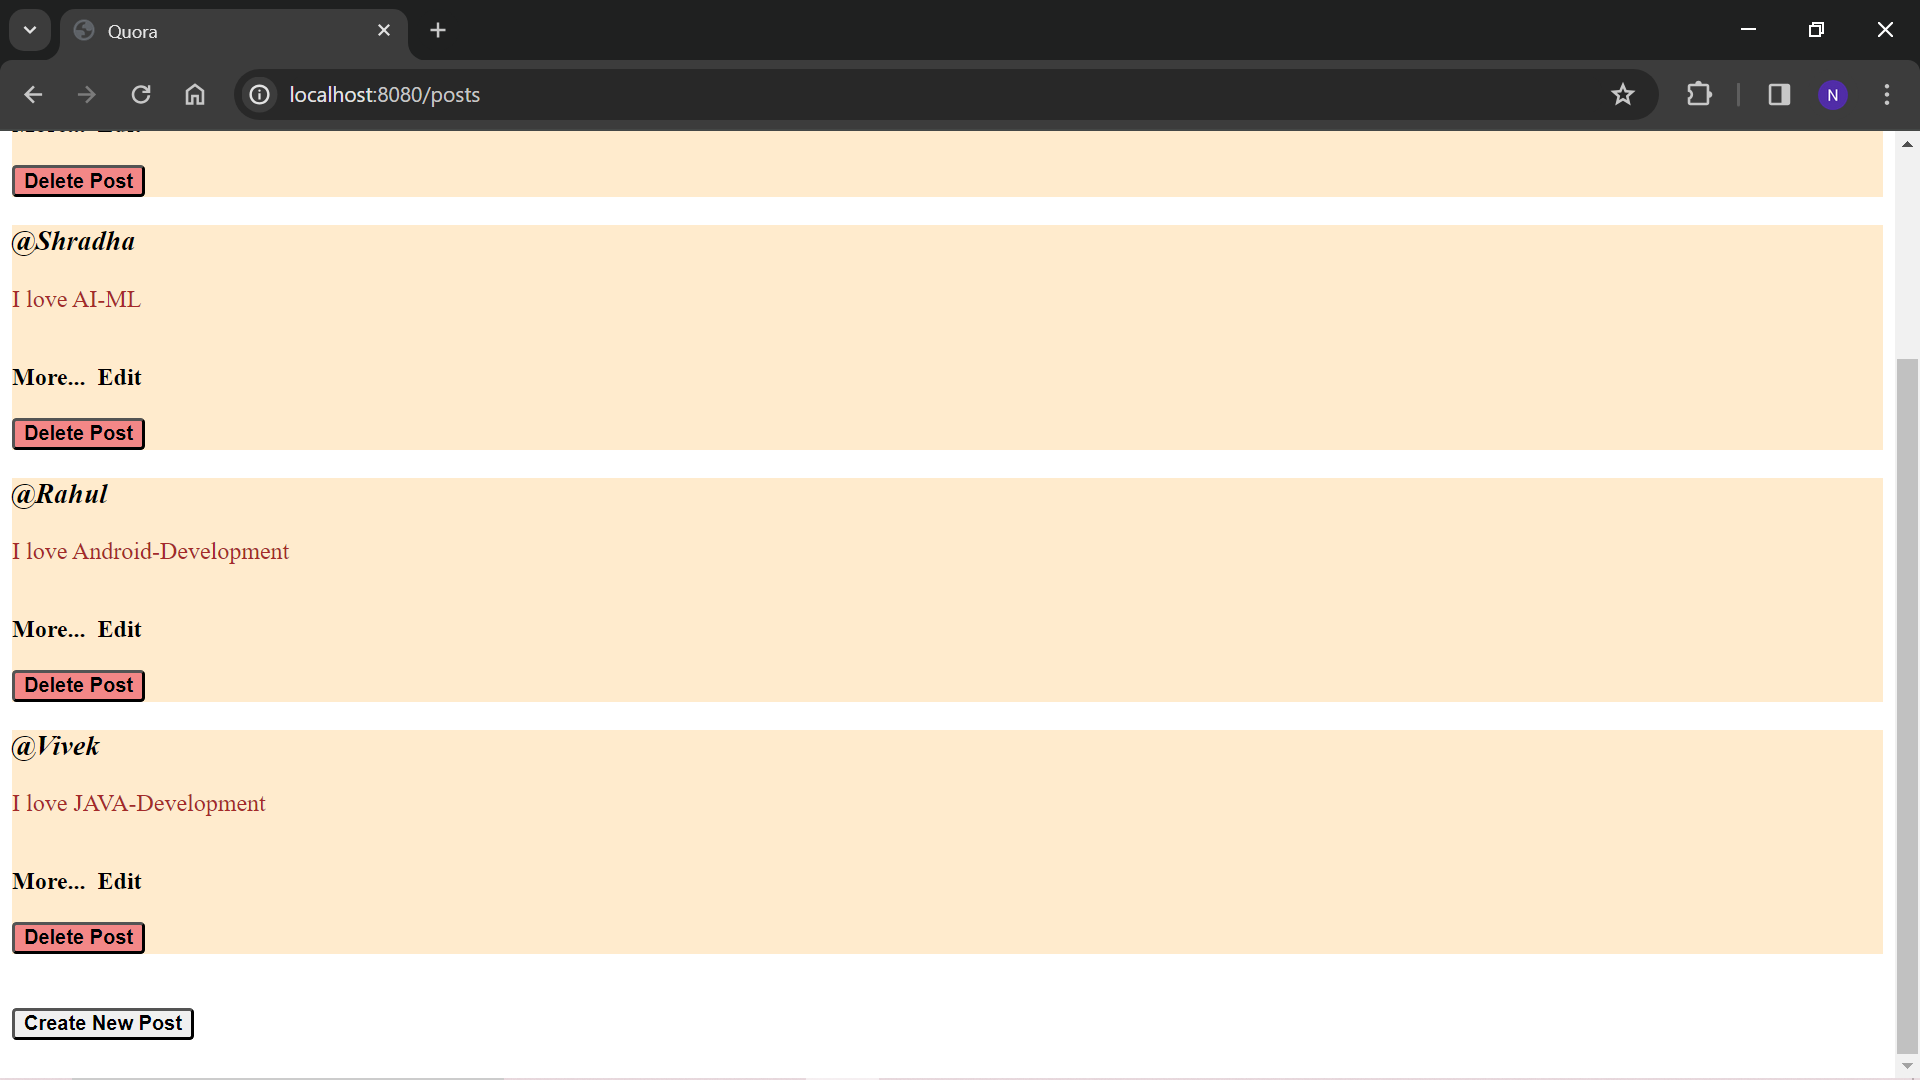 Quora
localhost:8080/posts
N
Delete Post
@Shradha
I love AI-ML
More... Edit
Delete Post
@Rahul
I love Android-Development
More... Edit
Delete Post
@Vivek
I love JAVA-Development
More... Edit
Delete Post
Create New Post